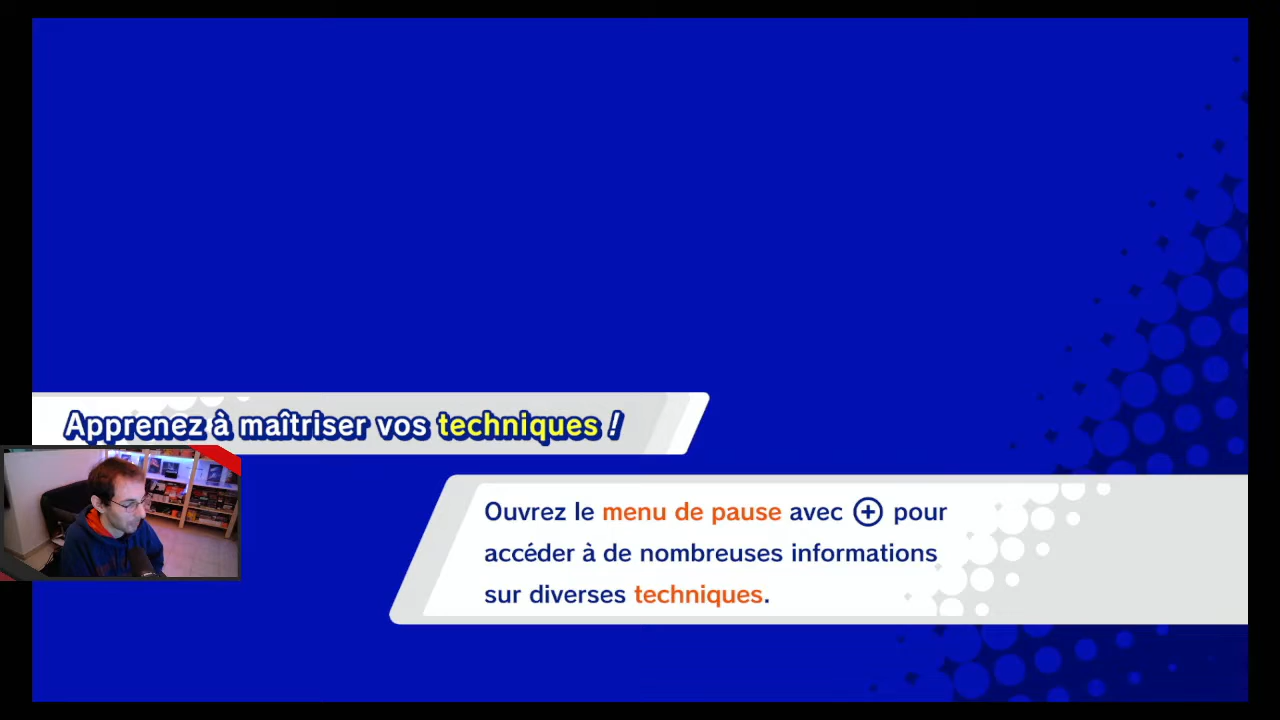 Apprenez à maîtriser vos techniques !
Ouvrez le menu de pause avec + pour
accéder à de nombreuses informations
sur diverses techniques.